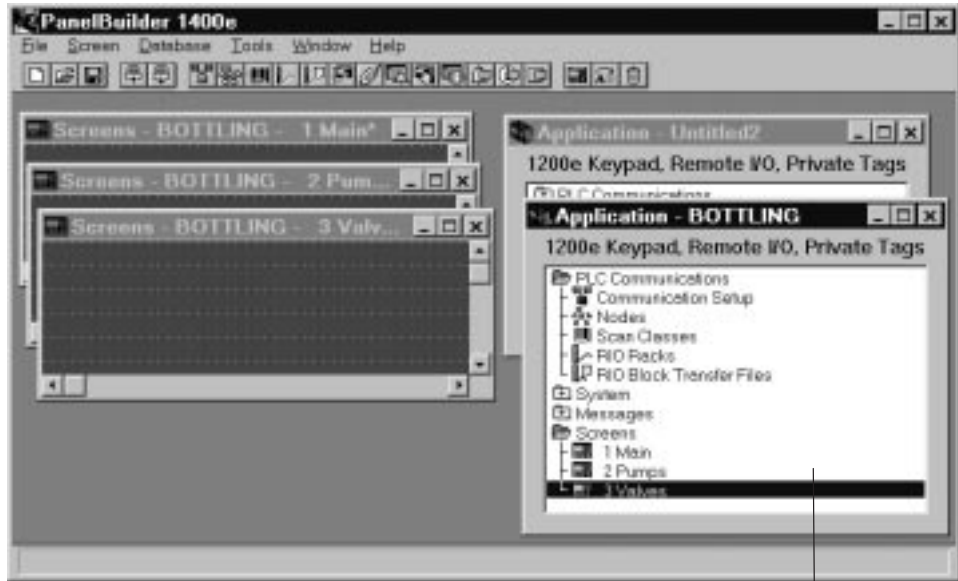 PanelBuilder 1400e
File Screen Database Tools Window Help
Screens - BOTTLING - 1 Main*
Screens - BOTTLING - 2 Pum...
Screens - BOTTLING - 3 Valv...
Application - Untitled2
1200e Keypad, Remote I/O, Private Tags
PLC Communications
Application - BOTTLING
1200e Keypad, Remote I/O, Private Tags
PLC Communications
Communication Setup
Nodes
Scan Classes
RIO Racks
RIO Block Transfer Files
System
Messages
Screens
1 Main
2 Pumps
3 Valves